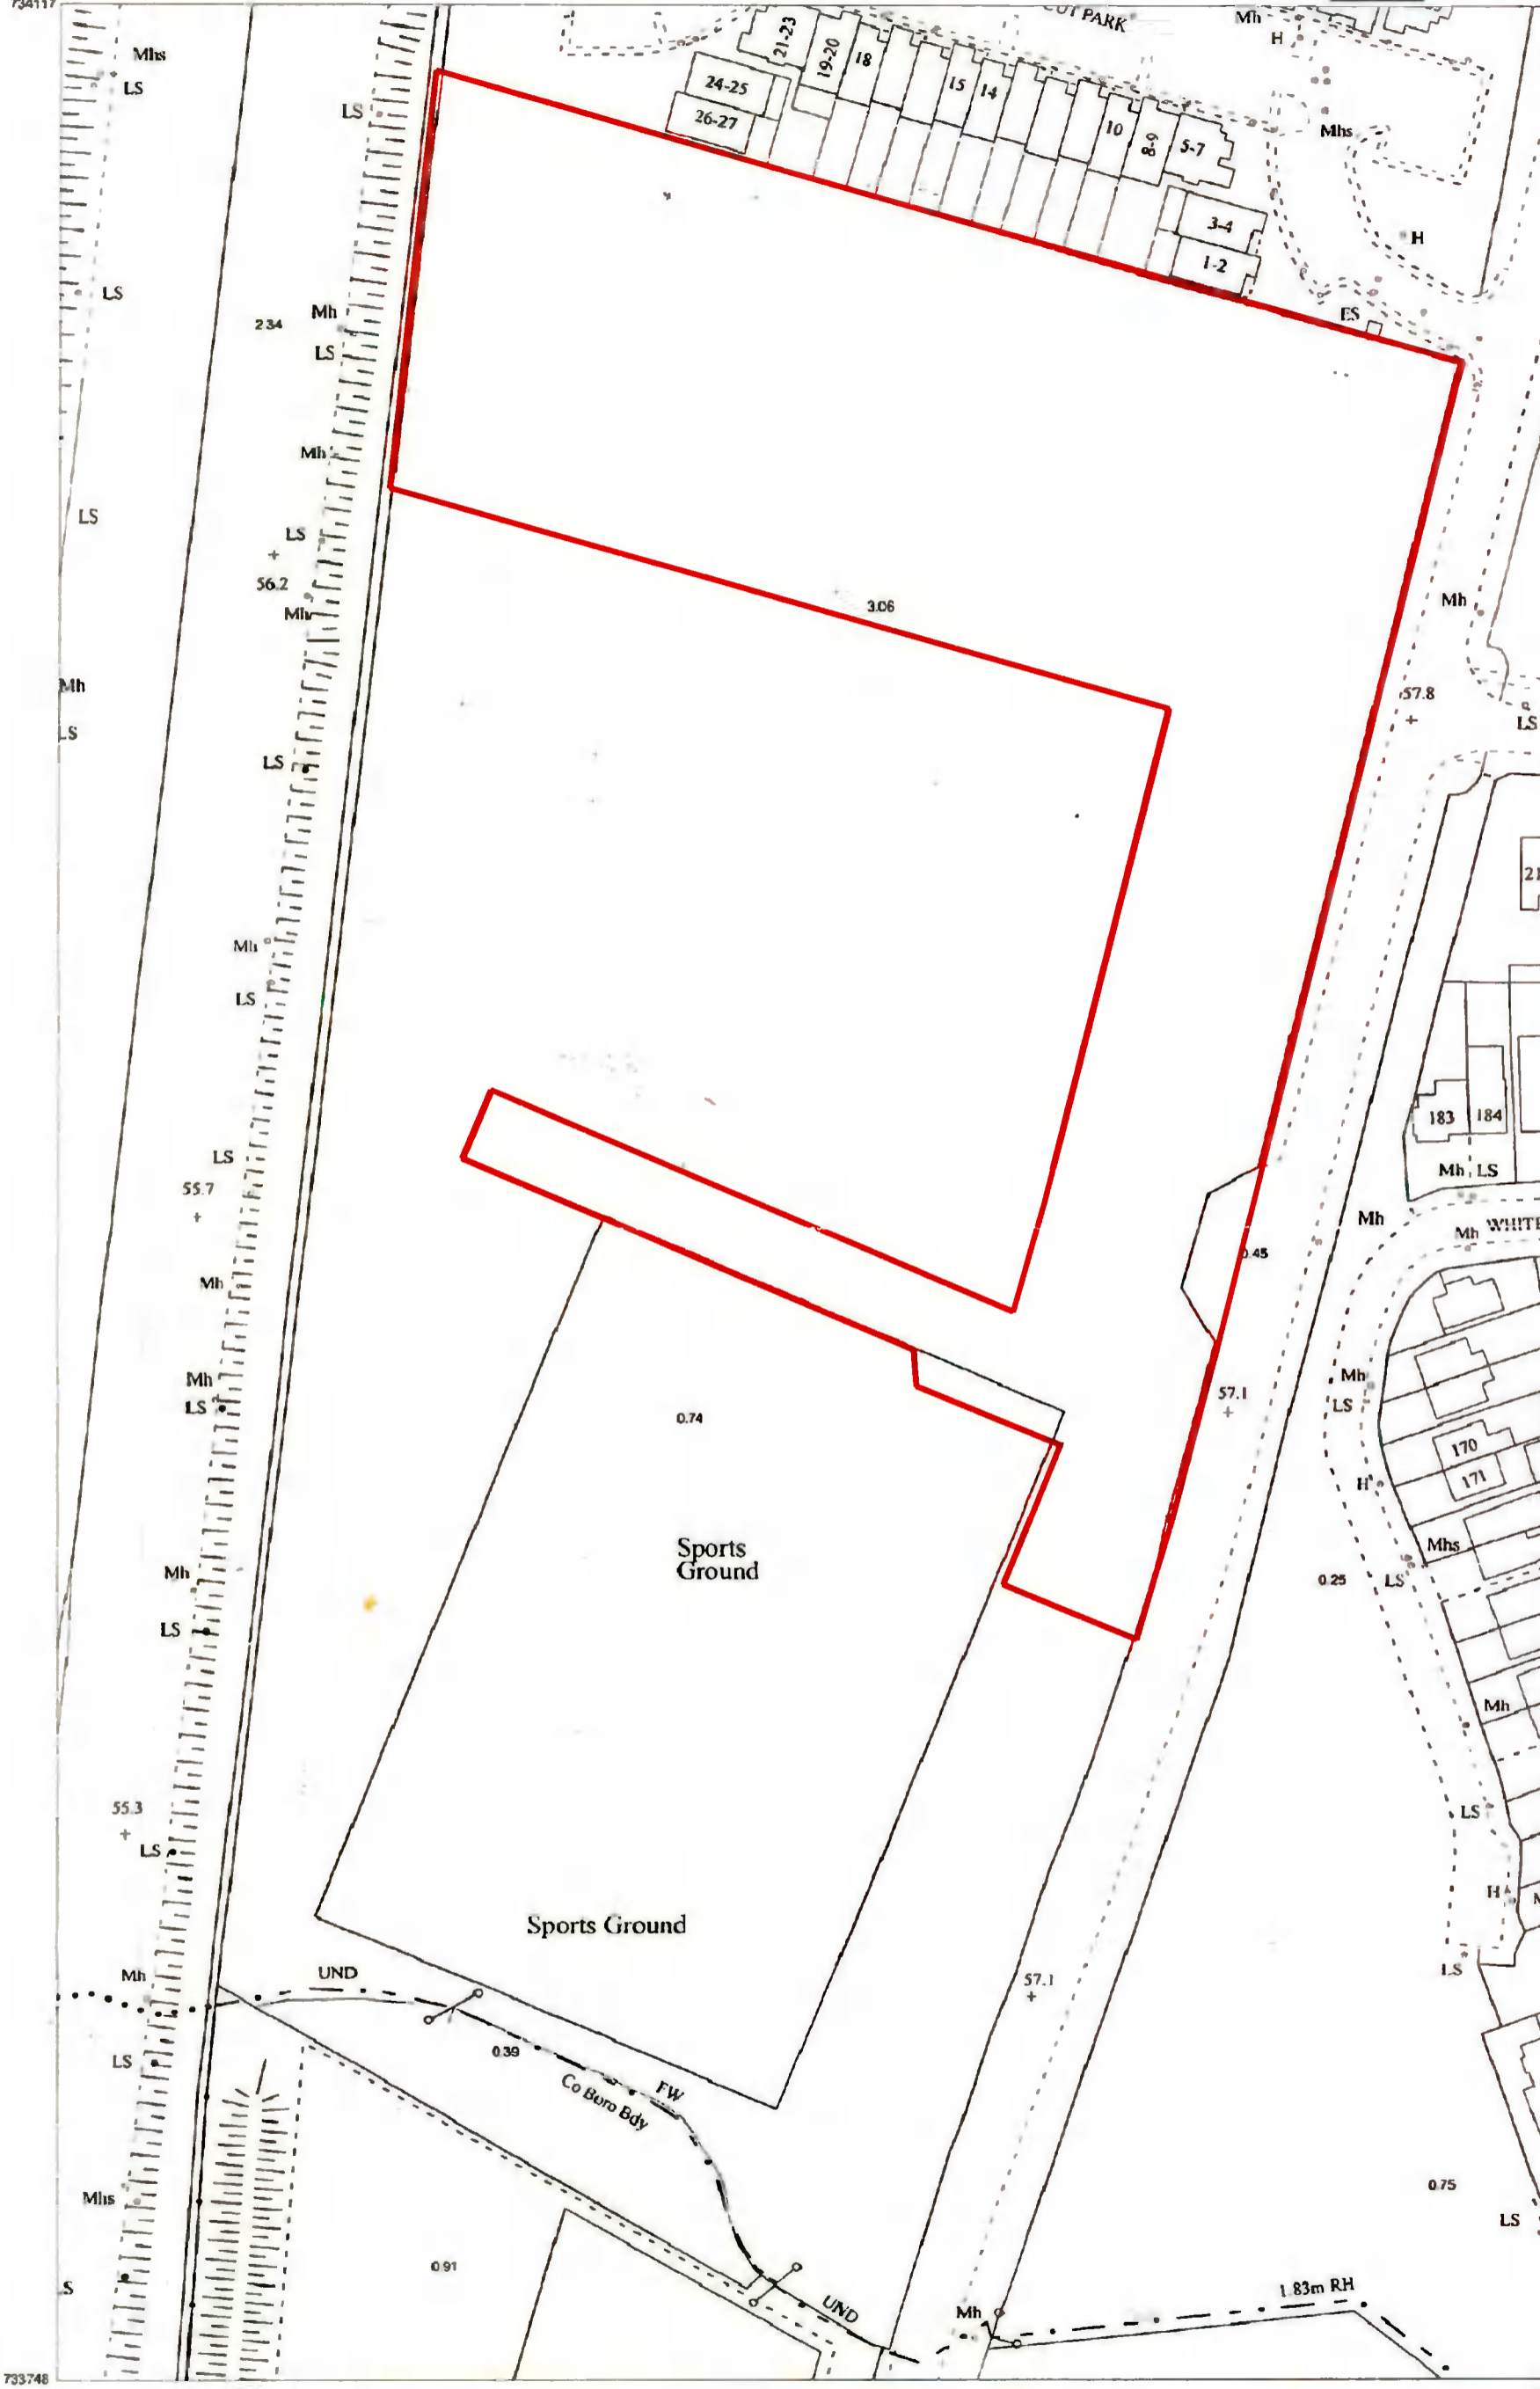 734117
Mh
H
Mhs
LS
21-23
19-20
18
15
14
24-25
26-27
10
8-9
5-7
Mhs
LS
3-4
1-2
H
LS
ES
Mh
234
LS
Mh
LS
LS
56.2
Mh
3.06
Mh
Mh
57.8
LS
LS
LS
Mh
LS
183
184
LS
Mh
LS
55.7
Mh
Mh
0.45
Mh
Mh
Mh
LS
LS
57.1
0.74
170
171
H
Sports
Ground
Mhs
Mh
0.25
LS
LS
Mh
55.3
LS
LS
H
Sports Ground
LS
Mh
UND
57.1
0.39
LS
FW
Co Boro Bdy
Mhs
0.75
LS
0.91
1.83m RH
UND
Mh
733748